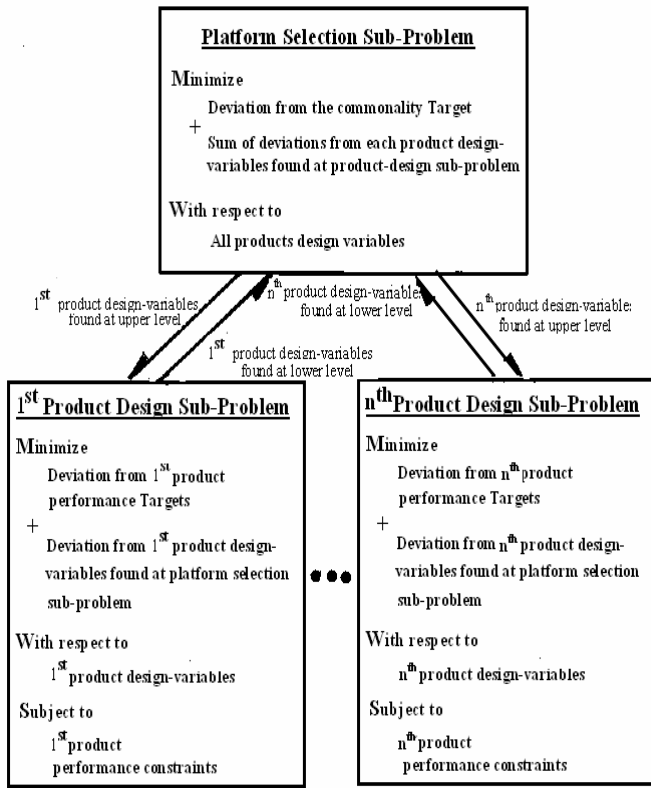 Platform Selection Sub-Problem
Minimize
Deviation from the commonality Target
+
Sum of deviations from each product design-
variables found at product-design sub-problem
With respect to
All products design variables
1st product design-variables
found at upper level
nth product design-variables
found at lower level
1st product design-variables
found at lower level
nth product design-variables
found at upper level
1st Product Design Sub-Problem
Minimize
Deviation from 1st product
performance Targets
+
Deviation from 1st product design-
variables found at platform selection
sub-problem
With respect to
1st product design-variables
Subject to
1st product
performance constraints
nth Product Design Sub-Problem
Minimize
Deviation from nth product
performance Targets
+
Deviation from nth product design-
variables found at platform selection
sub-problem
With respect to
nth product design-variables
Subject to
nth product
performance constraints